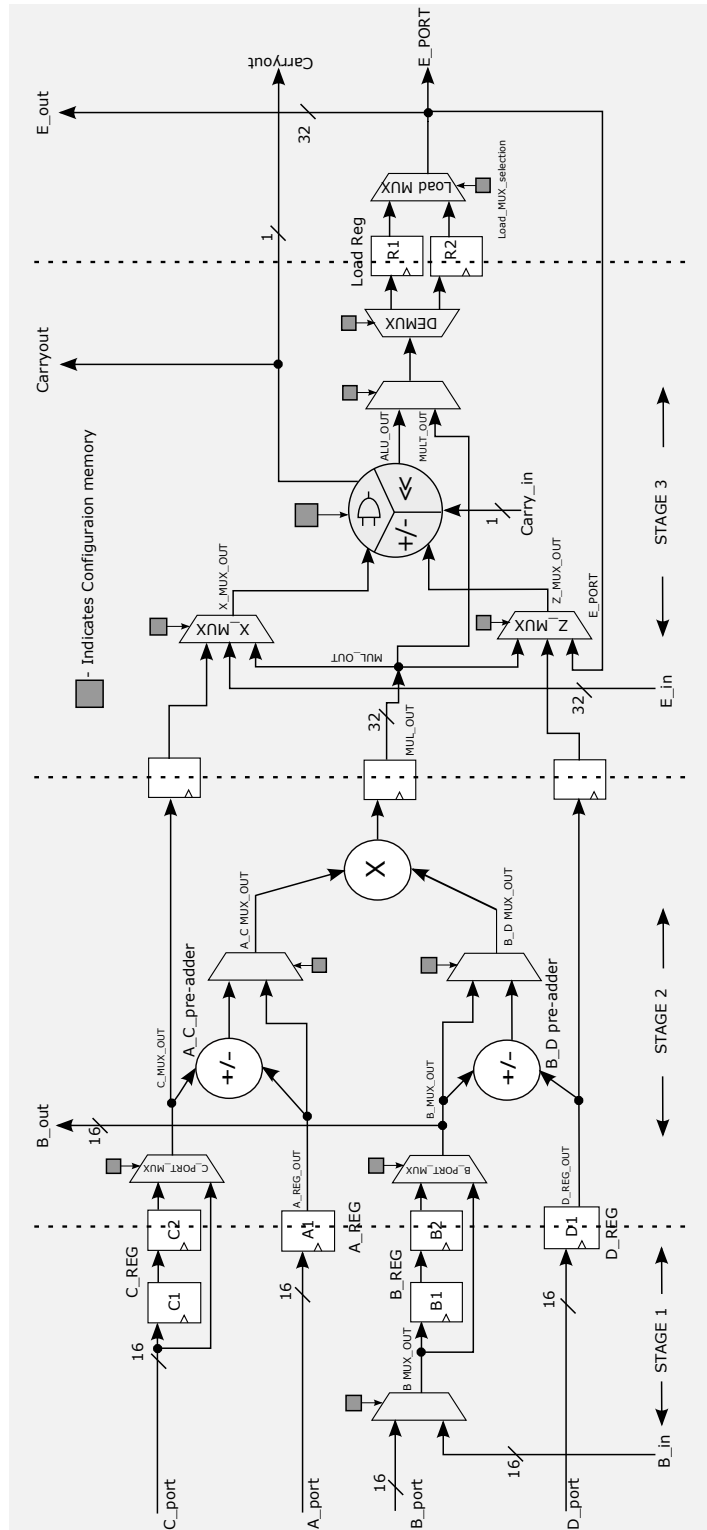 C_port
16
C1
C_REG
C2
C_PORT_MUX
C_MUX_OUT
A_port
16
A1
A_REG
A_REG_OUT
+/-
A_C_pre-adder
A_C MUX_OUT
B_out
16
B_port
16
B_in
16
B MUX_OUT
B1
B_REG
B2
B_PORT_MUX
B_MUX_OUT
+/-
B_D pre-adder
B_D MUX_OUT
D_port
16
D1
D_REG
D_REG_OUT
X
MUL_OUT
32
MUL_OUT
E_in
32
X_MUX
X_MUX_OUT
Z_MUX
Z_MUX_OUT
E_PORT
+/-
<<
Carry_in
1
ALU_OUT
MULT_OUT
DEMUX
Load Reg
R1
R2
Load MUX
Load_MUX_selection
Carryout
1
Carryout
E_out
32
E_PORT
- Indicates Configuraion memory
STAGE 1
STAGE 2
STAGE 3